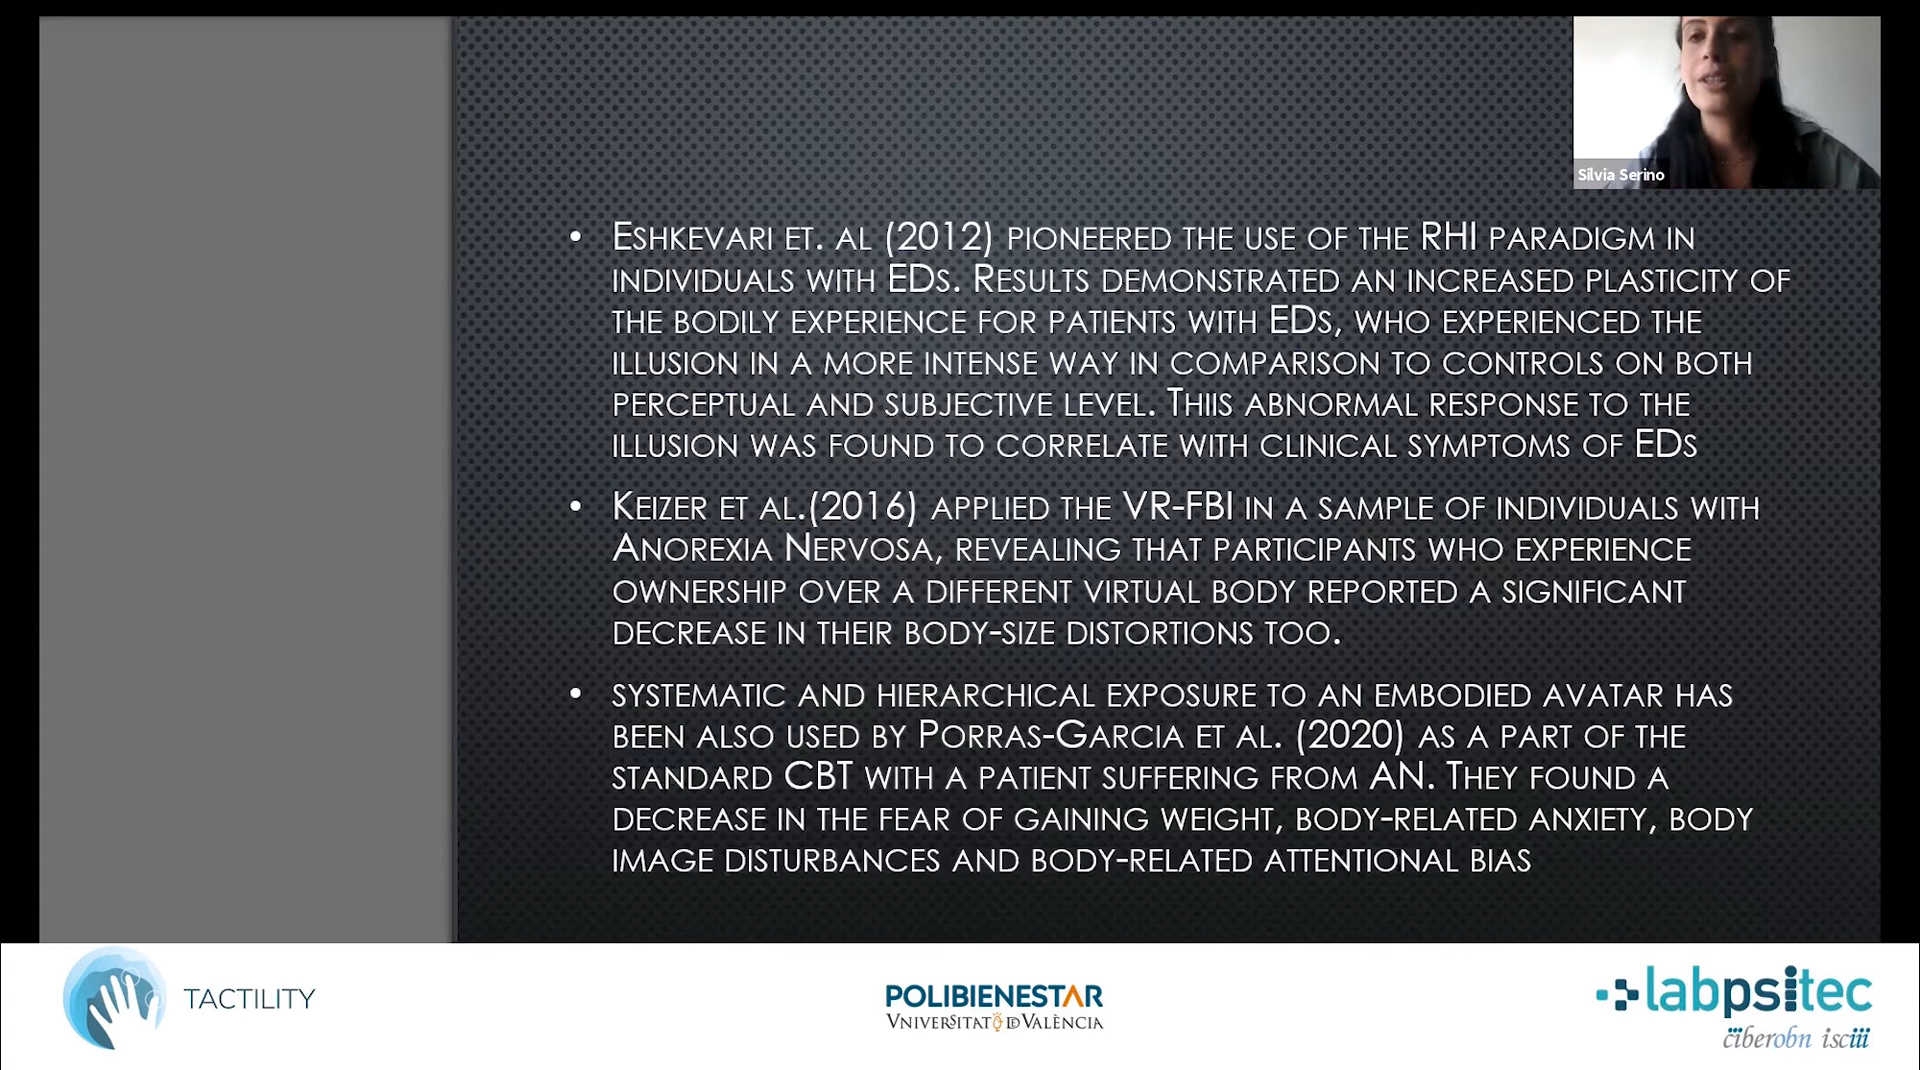 Silvia Serino
• Eshkevari et. al (2012) pioneered the use of the RHI paradigm in
individuals with EDs. Results demonstrated an increased plasticity of
the bodily experience for patients with EDs, who experienced the
illusion in a more intense way in comparison to controls on both
perceptual and subjective level. Thiis abnormal response to the
illusion was found to correlate with clinical symptoms of EDs
• Keizer et al.(2016) applied the VR-FBI in a sample of individuals with
Anorexia Nervosa, revealing that participants who experience
ownership over a different virtual body reported a significant
decrease in their body-size distortions too.
• systematic and hierarchical exposure to an embodied avatar has
been also used by Porras-Garcia et al. (2020) as a part of the
standard CBT with a patient suffering from AN. They found a
decrease in the fear of gaining weight, body-related anxiety, body
image disturbances and body-related attentional bias
TACTILITY
POLIBIENESTAR
VNIVERSITAT DE VALÈNCIA
labpsitec
ciberobn isciii